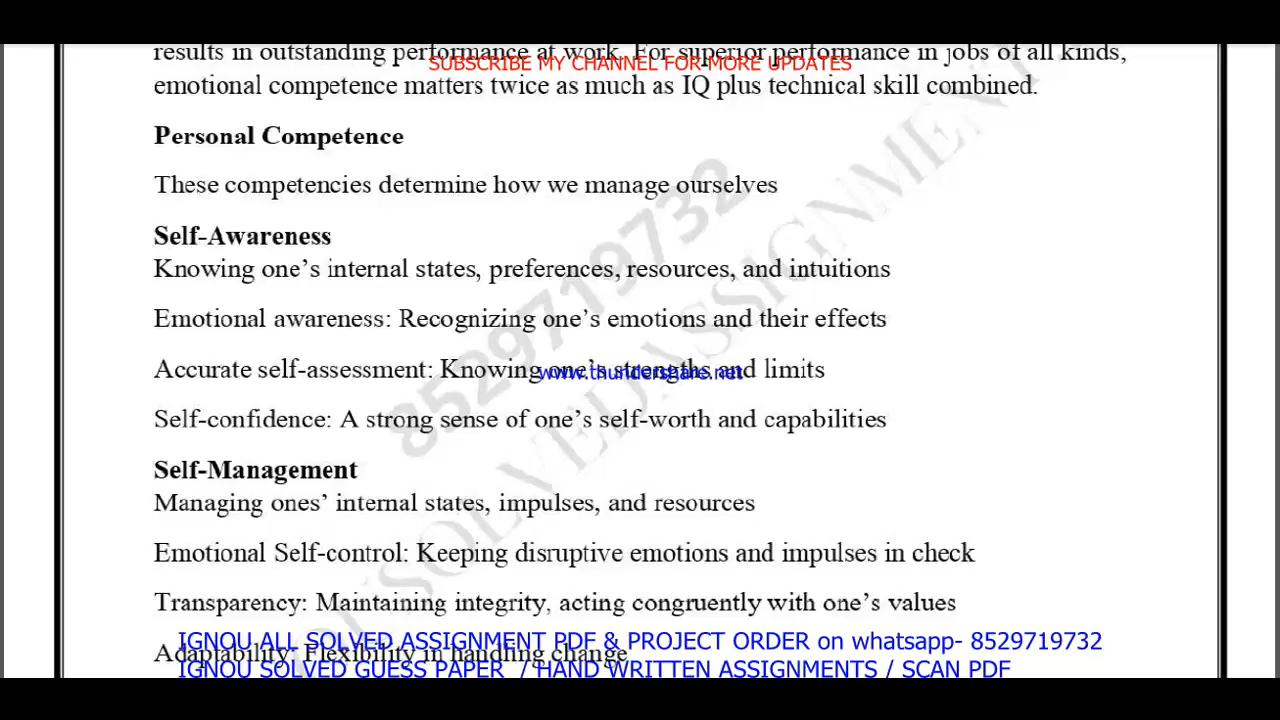 results in outstanding performance at work. For superior performance in jobs of all kinds,
SUBSCRIBE MY CHANNEL FOR MORE UPDATES
emotional competence matters twice as much as IQ plus technical skill combined.
Personal Competence
These competencies determine how we manage ourselves
Self-Awareness
Knowing one’s internal states, preferences, resources, and intuitions
Emotional awareness: Recognizing one’s emotions and their effects
Accurate self-assessment: Knowing one’s strengths and limits
www.thundershare.net
Self-confidence: A strong sense of one’s self-worth and capabilities
Self-Management
Managing ones’ internal states, impulses, and resources
Emotional Self-control: Keeping disruptive emotions and impulses in check
Transparency: Maintaining integrity, acting congruently with one’s values
IGNOU ALL SOLVED ASSIGNMENT PDF & PROJECT ORDER on whatsapp- 8529719732
Adaptability: Flexibility in handling change
IGNOU SOLVED GUESS PAPER / HAND WRITTEN ASSIGNMENTS / SCAN PDF
8529719732